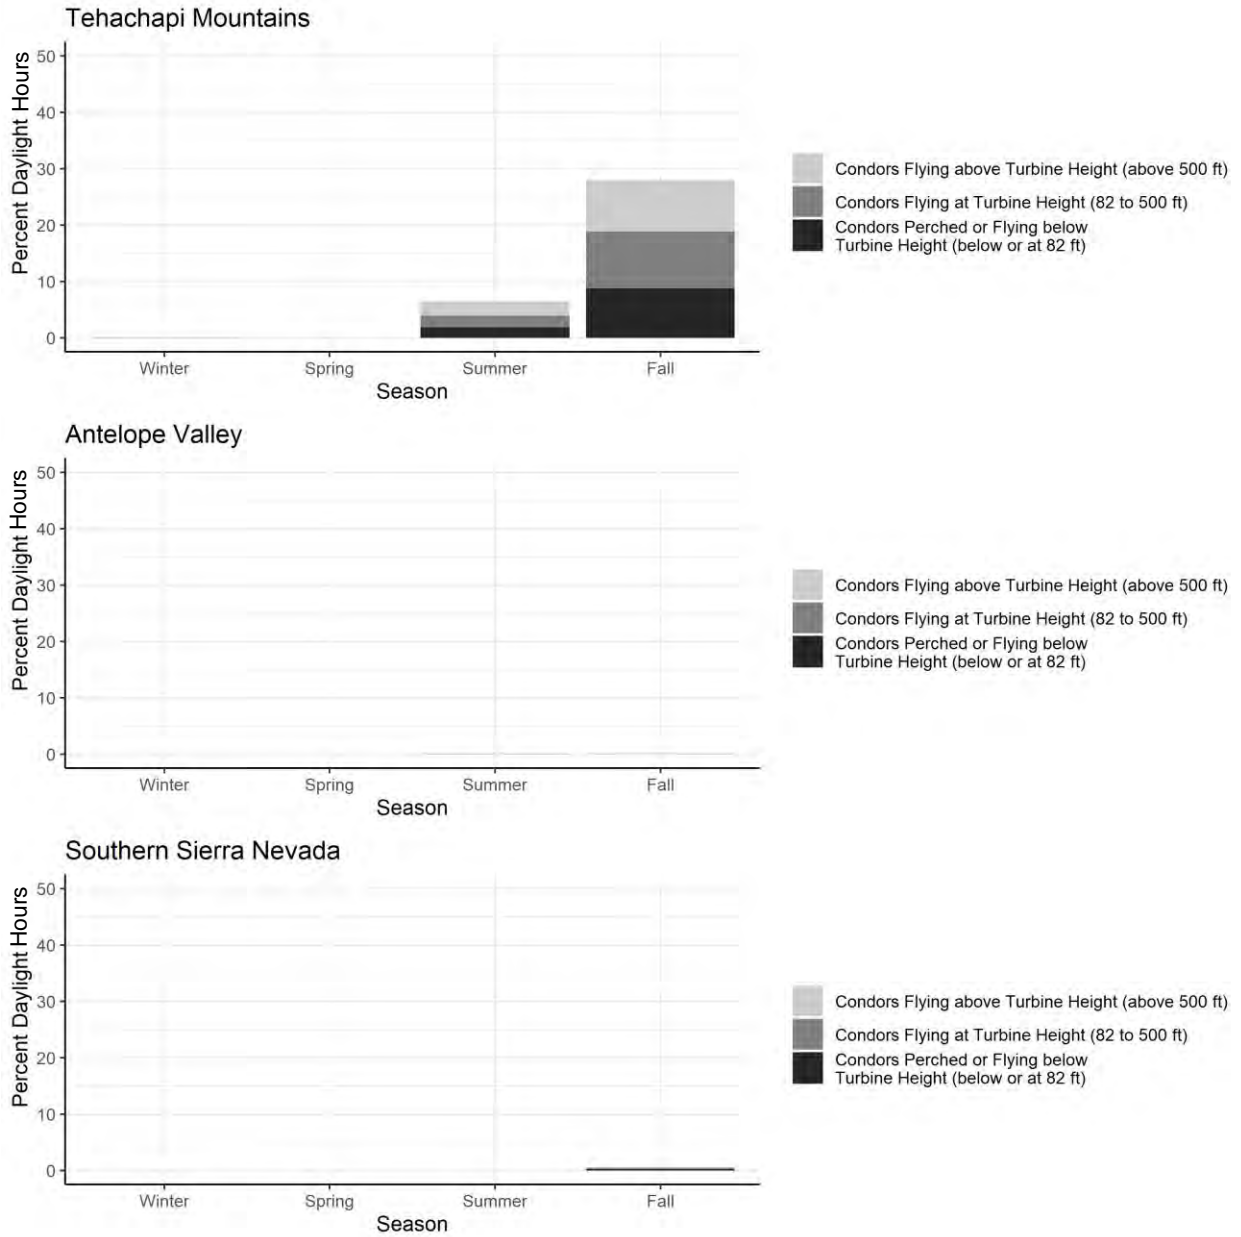 Tehachapi Mountains
Percent Daylight Hours
50
40
30
20
10
0
Winter Spring Summer Fall
Season
Condors Flying above Turbine Height (above 500 ft)
Condors Flying at Turbine Height (82 to 500 ft)
Condors Perched or Flying below
Turbine Height (below or at 82 ft)
Antelope Valley
Percent Daylight Hours
50
40
30
20
10
0
Winter Spring Summer Fall
Season
Condors Flying above Turbine Height (above 500 ft)
Condors Flying at Turbine Height (82 to 500 ft)
Condors Perched or Flying below
Turbine Height (below or at 82 ft)
Southern Sierra Nevada
Percent Daylight Hours
50
40
30
20
10
0
Winter Spring Summer Fall
Season
Condors Flying above Turbine Height (above 500 ft)
Condors Flying at Turbine Height (82 to 500 ft)
Condors Perched or Flying below
Turbine Height (below or at 82 ft)